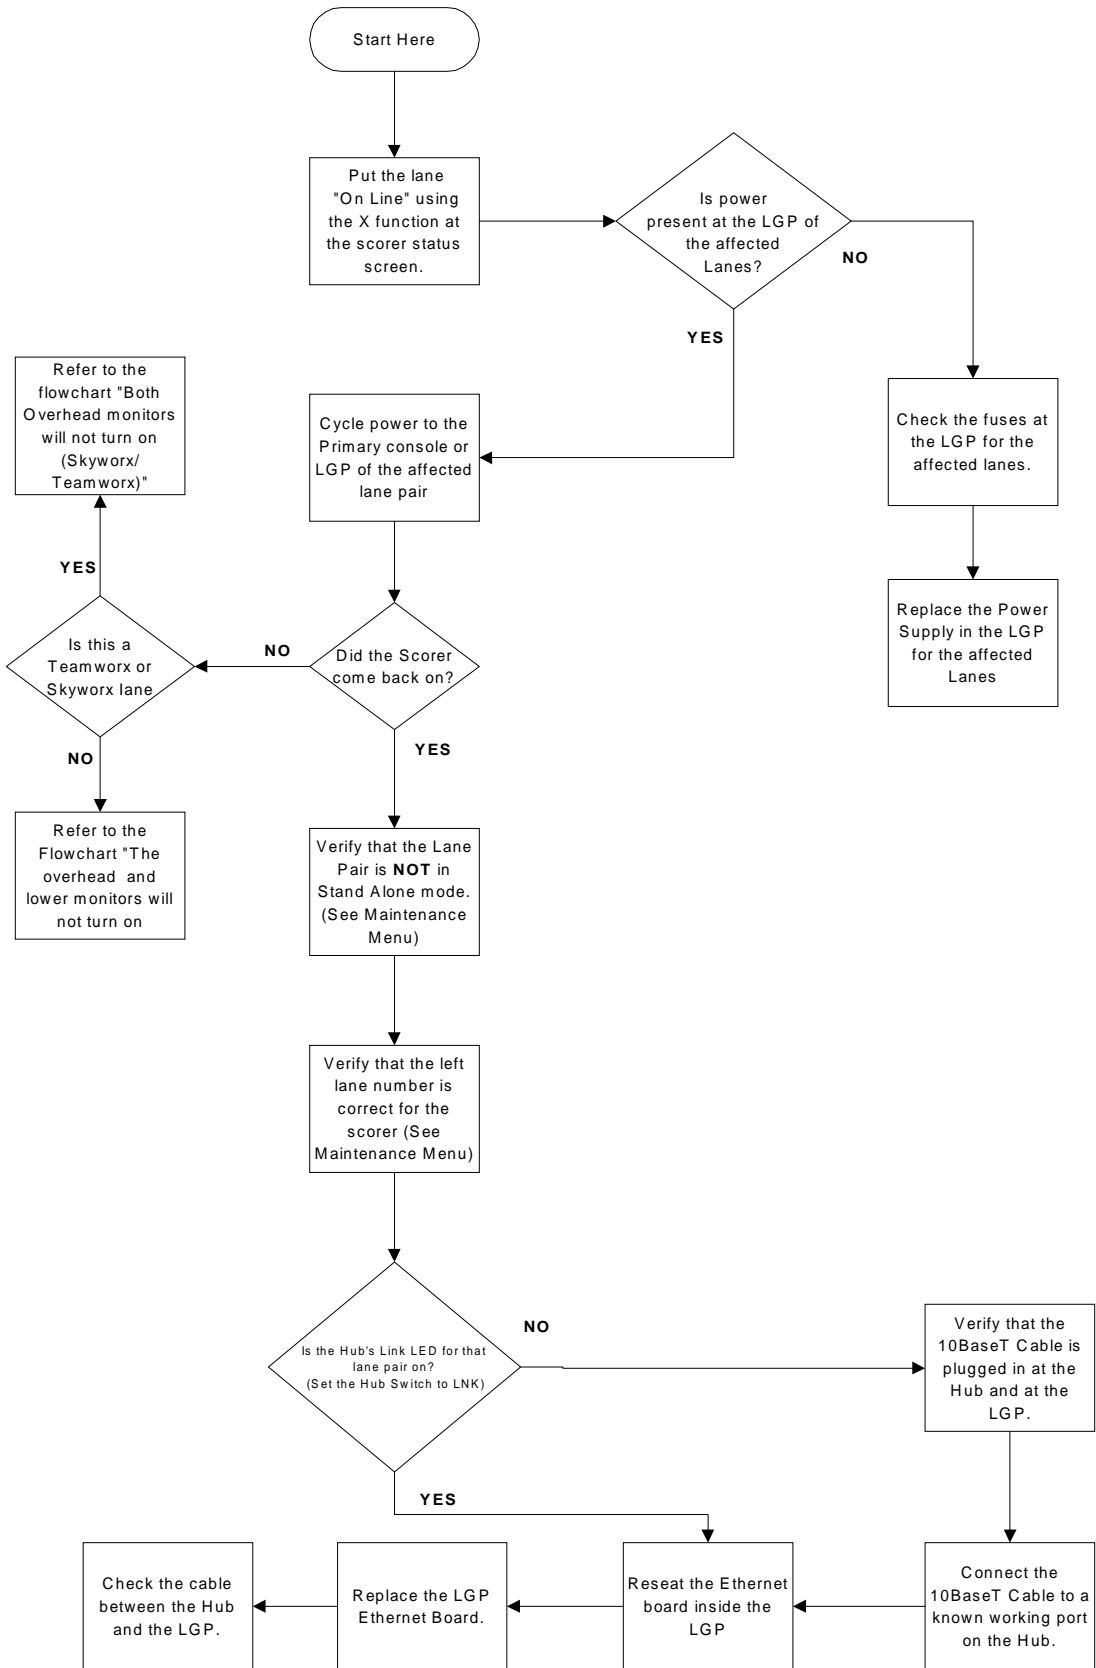 Start Here
Put the lane
"On Line" using
the X function at
the scorer status
screen.
Is power
present at the LGP of
the affected
Lanes?
NO
YES
Refer to the
flowchart "Both
Overhead monitors
will not turn on
(Skyworx/
Teamworx)"
Cycle power to the
Primary console or
LGP of the affected
lane pair
Check the fuses at
the LGP for the
affected lanes.
YES
Replace the Power
Supply in the LGP
for the affected
Lanes
Is this a
Teamworx or
Skyworx lane
NO
Did the Scorer
come back on?
YES
NO
Refer to the
Flowchart "The
overhead and
lower monitors will
not turn on
Verify that the Lane
Pair is NOT in
Stand Alone mode.
(See Maintenance
Menu)
Verify that the left
lane number is
correct for the
scorer (See
Maintenance Menu)
Is the Hub's Link LED for that
lane pair on?
(Set the Hub Switch to LNK)
NO
Verify that the
10BaseT Cable is
plugged in at the
Hub and at the
LGP.
YES
Check the cable
between the Hub
and the LGP.
Replace the LGP
Ethernet Board.
Reseat the Ethernet
board inside the
LGP
Connect the
10BaseT Cable to a
known working port
on the Hub.